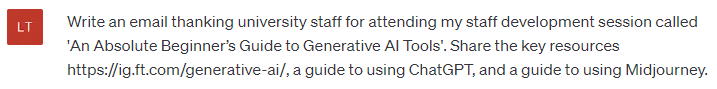 LT
Write an email thanking university staff for attending my staff development session called
'An Absolute Beginner’s Guide to Generative AI Tools'. Share the key resources
https://ig.ft.com/generative-ai/, a guide to using ChatGPT, and a guide to using Midjourney.